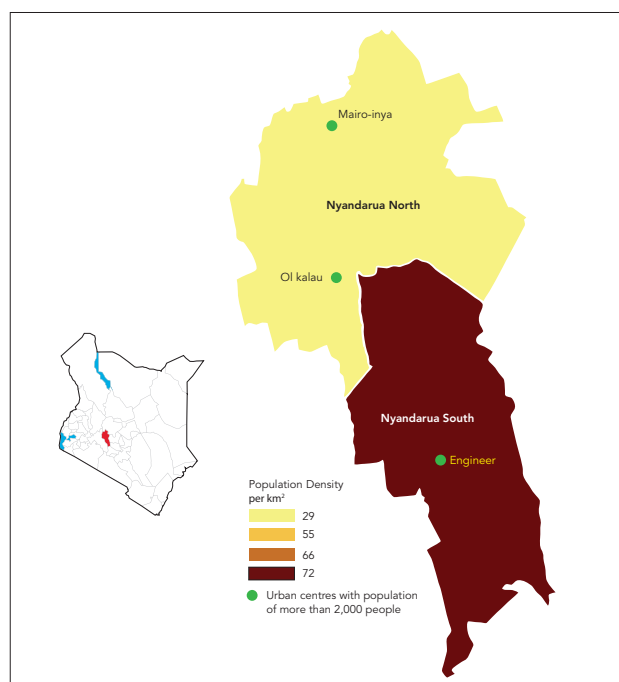 Mairo-inya
Nyandarua North
Ol kalau
Nyandarua South
Engineer
Population Density
per km²
29
55
66
72
Urban centres with population
of more than 2,000 people